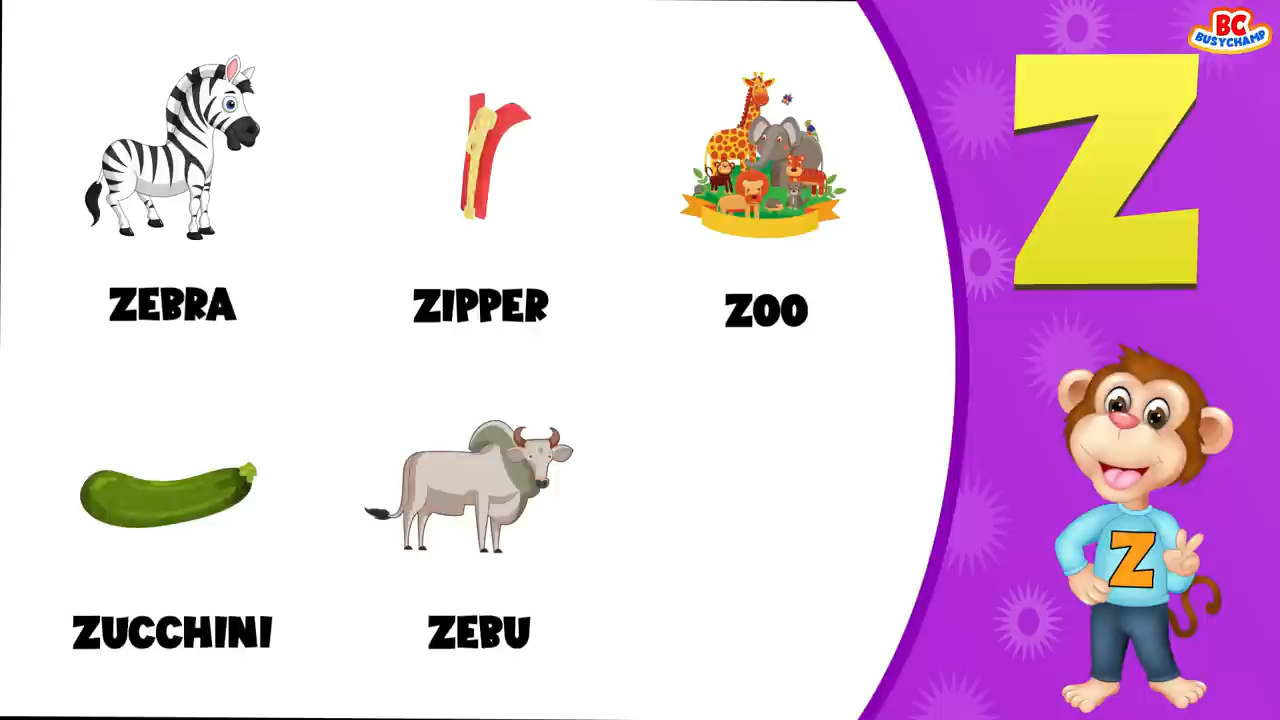 BC
BUSYCHAMP
Z
ZEBRA
ZIPPER
ZOO
ZUCCHINI
ZEBU
Z